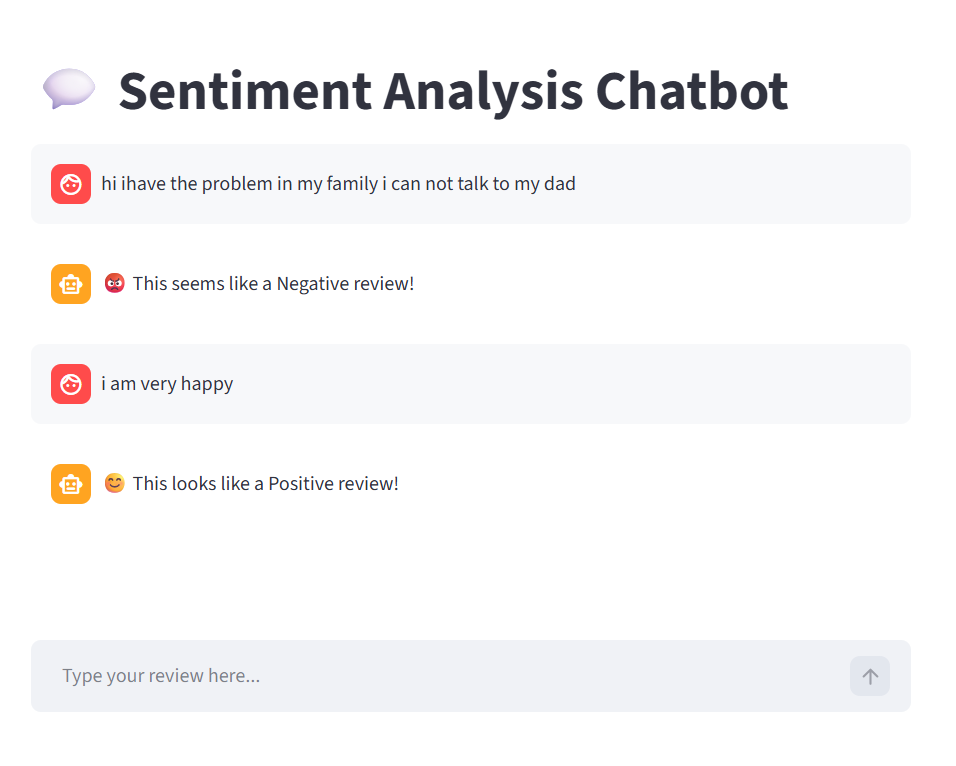 Sentiment Analysis Chatbot
hi ihave the problem in my family i can not talk to my dad
This seems like a Negative review!
i am very happy
This looks like a Positive review!
Type your review here...